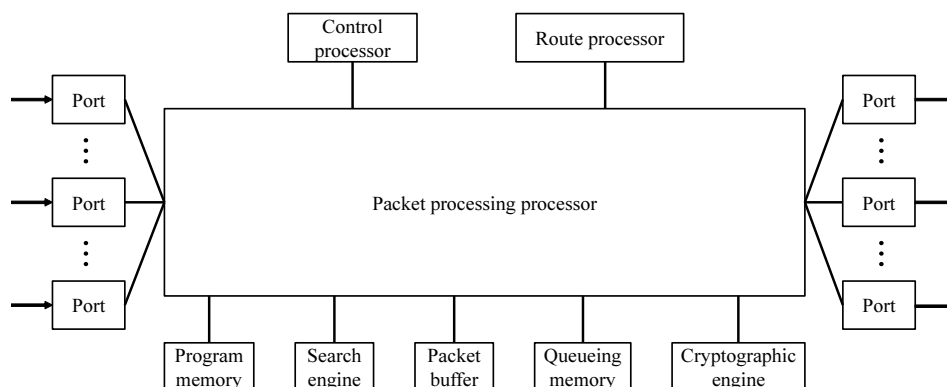 Control
processor
Route processor
Port
Port
Port
Packet processing processor
Port
Port
Port
Program
memory
Search
engine
Packet
buffer
Queueing
memory
Cryptographic
engine